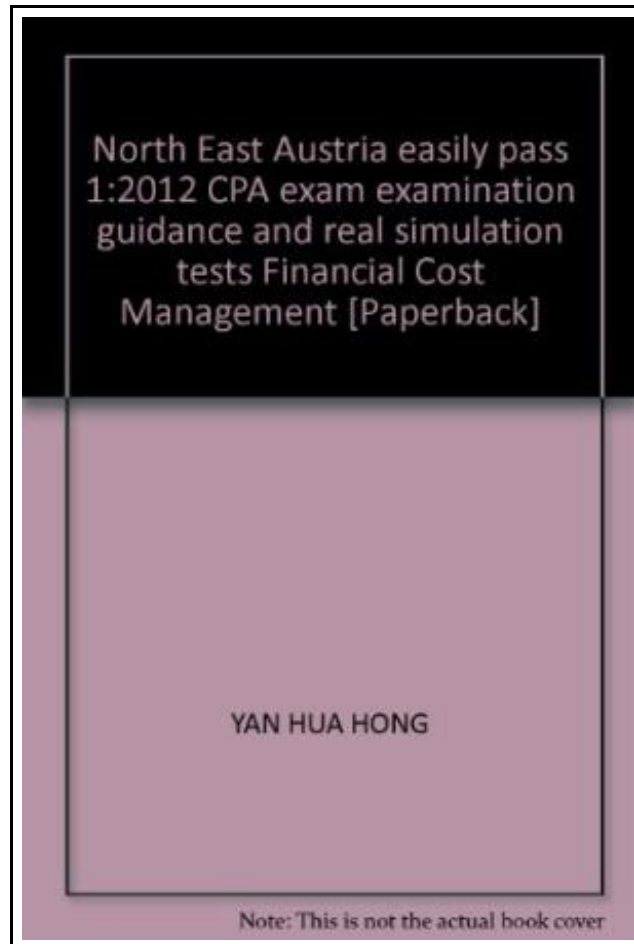 North East Austria easily pass
1:2012 CPA exam examination
guidance and real simulation
tests Financial Cost
Management [Paperback]
YAN HUA HONG
Note: This is not the actual book cover